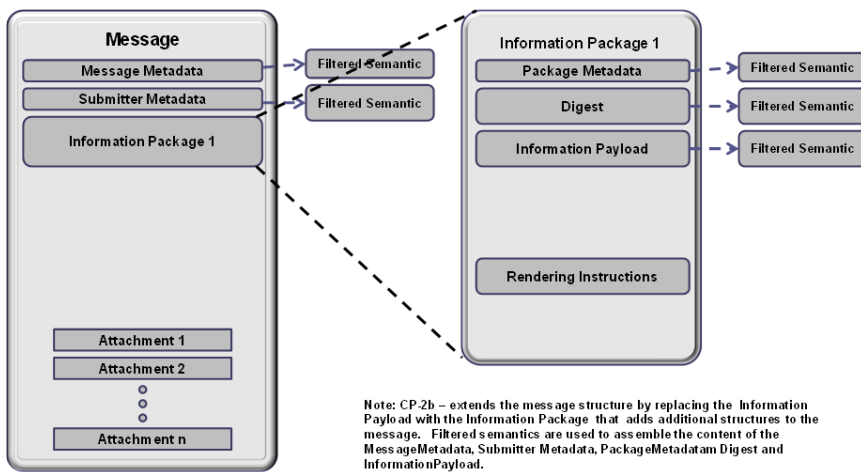 Message
Message Metadata
Filtered Semantic
Submitter Metadata
Filtered Semantic
Information Package 1
Attachment 1
Attachment 2
Attachment n
Information Package 1
Package Metadata
Filtered Semantic
Digest
Filtered Semantic
Information Payload
Filtered Semantic
Rendering Instructions
Note: CP-2b – extends the message structure by replacing the Information
Payload with the Information Package that adds additional structures to the
message. Filtered semantics are used to assemble the content of the
MessageMetadata, Submitter Metadata, PackageMetadatam Digest and
InformationPayload.